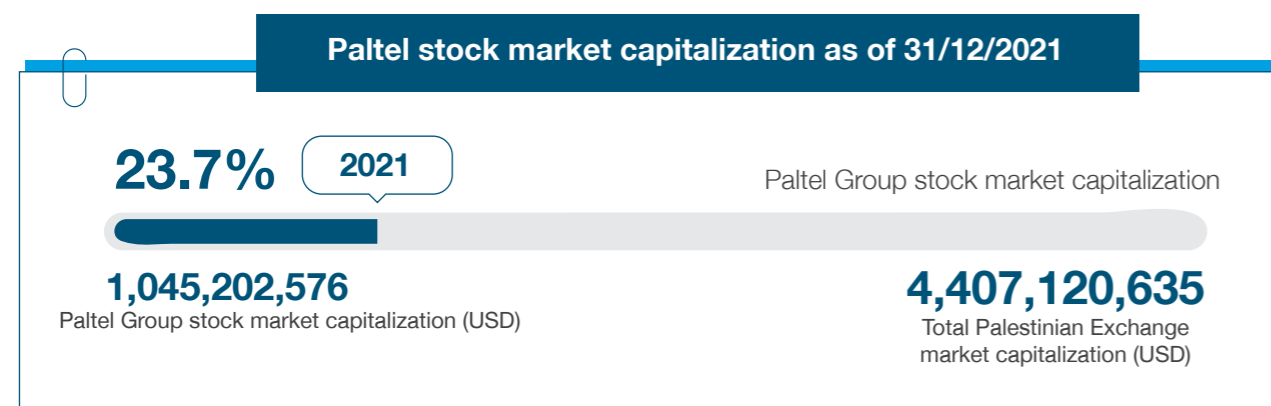 Paltel stock market capitalization as of 31/12/2021
23.7%
2021
Paltel Group stock market capitalization
1,045,202,576
Paltel Group stock market capitalization (USD)
4,407,120,635
Total Palestinian Exchange
market capitalization (USD)